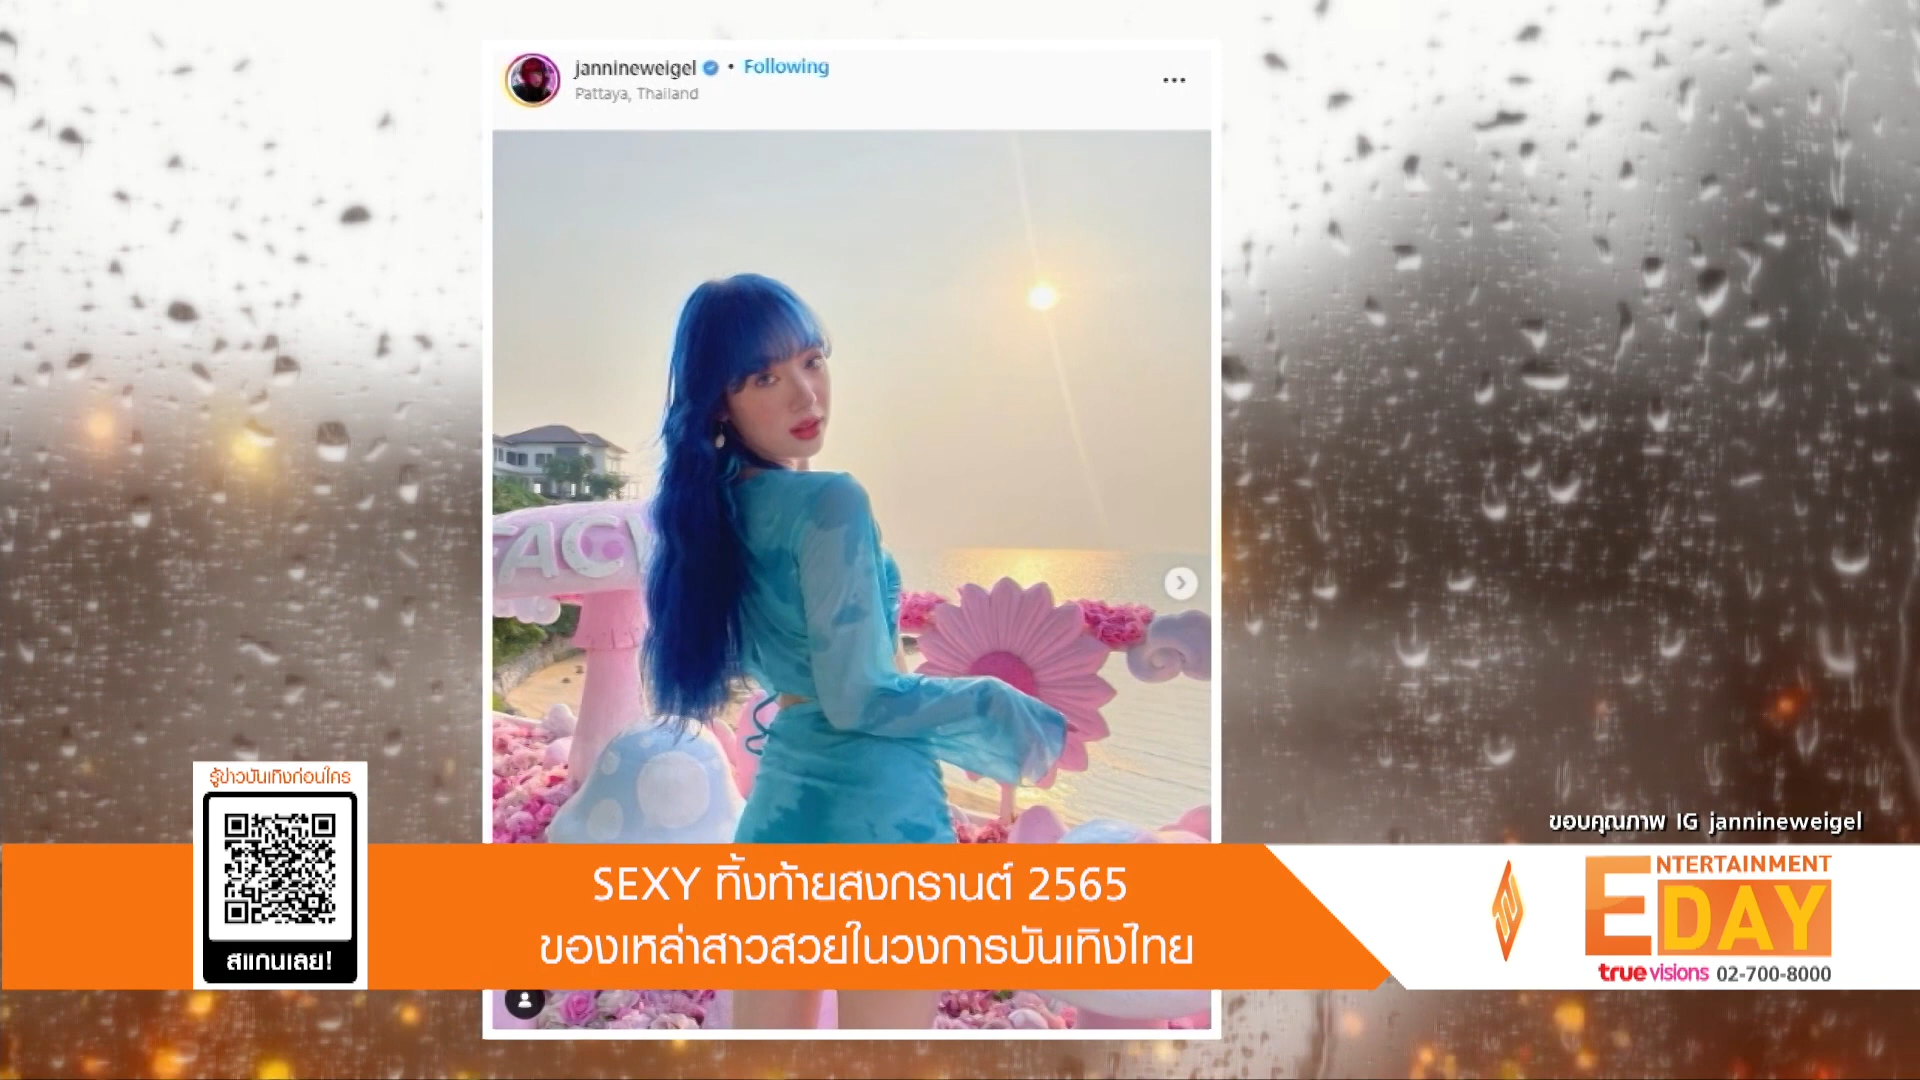 jannineweigel • Following
Pattaya, Thailand
FACY
รู้ข่าวบันเทิงก่อนใคร
สแกนเลย!
ขอบคุณภาพ IG jannineweigel
SEXY ทิ้งท้ายสงกรานต์ 2565
ของเหล่าสาวสวยในวงการบันเทิงไทย
ENTERTAINMENT
DAY
truevisions 02-700-8000